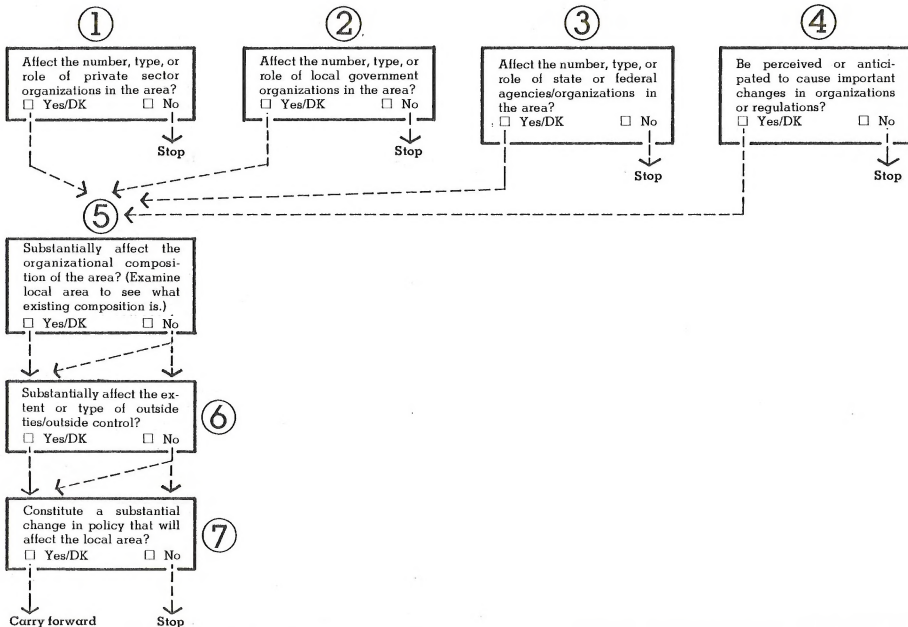 1
Affect the number, type, or
role of private sector
organizations in the area?
☐ Yes/DK ☐ No
Stop
2
Affect the number, type, or
role of local government
organizations in the area?
☐ Yes/DK ☐ No
Stop
3
Affect the number, type, or
role of state or federal
agencies/organizations in
the area?
☐ Yes/DK ☐ No
Stop
4
Be perceived or antici-
pated to cause important
changes in organizations
or regulations?
☐ Yes/DK ☐ No
Stop
5
Substantially affect the
organizational composi-
tion of the area? (Examine
local area to see what
existing composition is.)
☐ Yes/DK ☐ No
6
Substantially affect the ex-
tent or type of outside
ties/outside control?
☐ Yes/DK ☐ No
7
Constitute a substantial
change in policy that will
affect the local area?
☐ Yes/DK ☐ No
Carry forward Stop